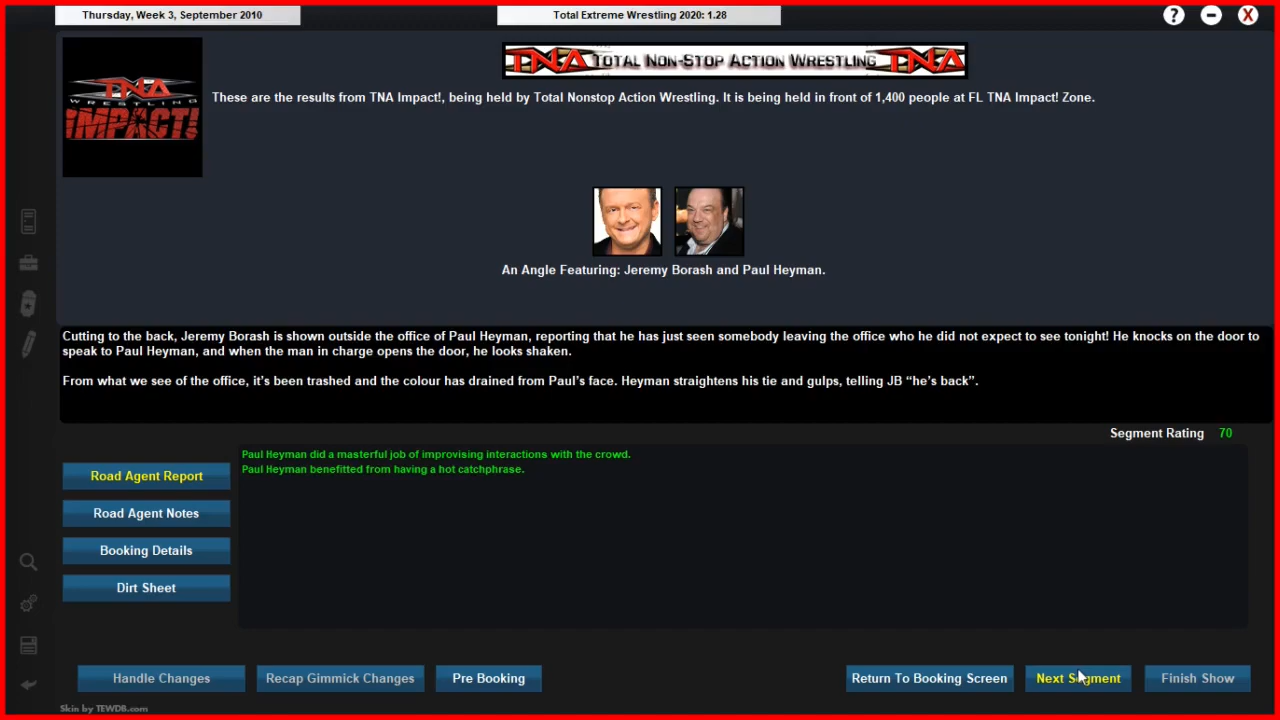 Thursday, Week 3, September 2010
Total Extreme Wrestling 2020: 1.28
? – X
TNA TOTAL NON-STOP ACTION WRESTLING TNA
TNA
WRESTLING
iMPACT!
These are the results from TNA Impact!, being held by Total Nonstop Action Wrestling. It is being held in front of 1,400 people at FL TNA Impact! Zone.
An Angle Featuring: Jeremy Borash and Paul Heyman.
Cutting to the back, Jeremy Borash is shown outside the office of Paul Heyman, reporting that he has just seen somebody leaving the office who he did not expect to see tonight! He knocks on the door to
speak to Paul Heyman, and when the man in charge opens the door, he looks shaken.
From what we see of the office, it's been trashed and the colour has drained from Paul's face. Heyman straightens his tie and gulps, telling JB “he's back”.
Segment Rating 70
Paul Heyman did a masterful job of improvising interactions with the crowd.
Paul Heyman benefitted from having a hot catchphrase.
Road Agent Report
Road Agent Notes
Booking Details
Dirt Sheet
Handle Changes
Recap Gimmick Changes
Pre Booking
Return To Booking Screen
Next Segment
Finish Show
Skin by TEWDB.com